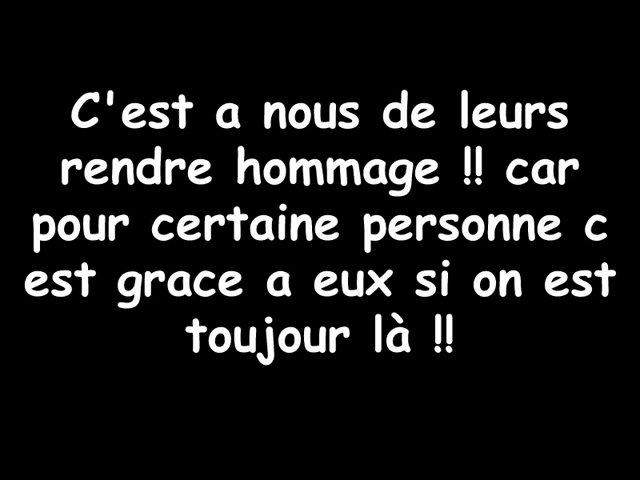 C'est a nous de leurs
rendre hommage !! car
pour certaine personne c
est grace a eux si on est
toujour là !!